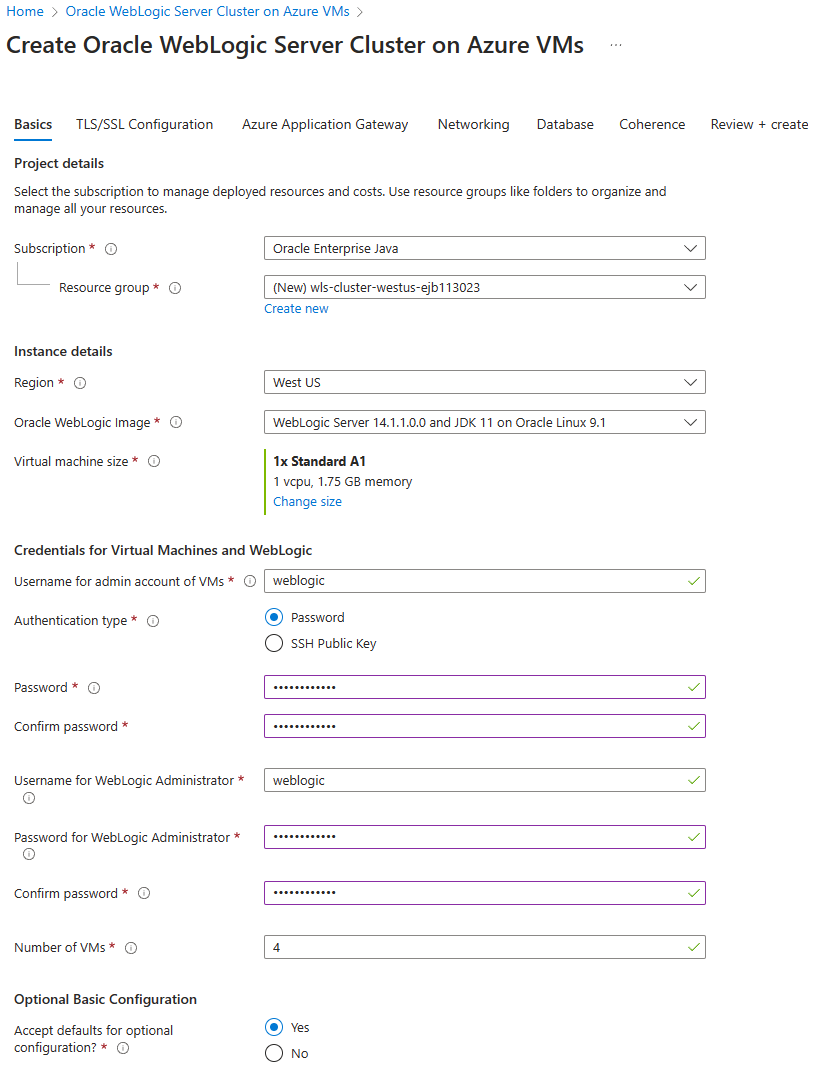 Home > Oracle WebLogic Server Cluster on Azure VMs >
Create Oracle WebLogic Server Cluster on Azure VMs ...
Basics TLS/SSL Configuration Azure Application Gateway Networking Database Coherence Review + create
Project details
Select the subscription to manage deployed resources and costs. Use resource groups like folders to organize and
manage all your resources.
Subscription * Oracle Enterprise Java
Resource group * (New) wls-cluster-westus-ejb113023
Create new
Instance details
Region * West US
Oracle WebLogic Image * WebLogic Server 14.1.1.0.0 and JDK 11 on Oracle Linux 9.1
Virtual machine size * 1x Standard A1
1 vcpu, 1.75 GB memory
Change size
Credentials for Virtual Machines and WebLogic
Username for admin account of VMs * weblogic
Authentication type * Password
SSH Public Key
Password * ••••••••••••
Confirm password * ••••••••••••
Username for WebLogic Administrator * weblogic
Password for WebLogic Administrator * ••••••••••••
Confirm password * ••••••••••••
Number of VMs * 4
Optional Basic Configuration
Accept defaults for optional
configuration? *
Yes
No